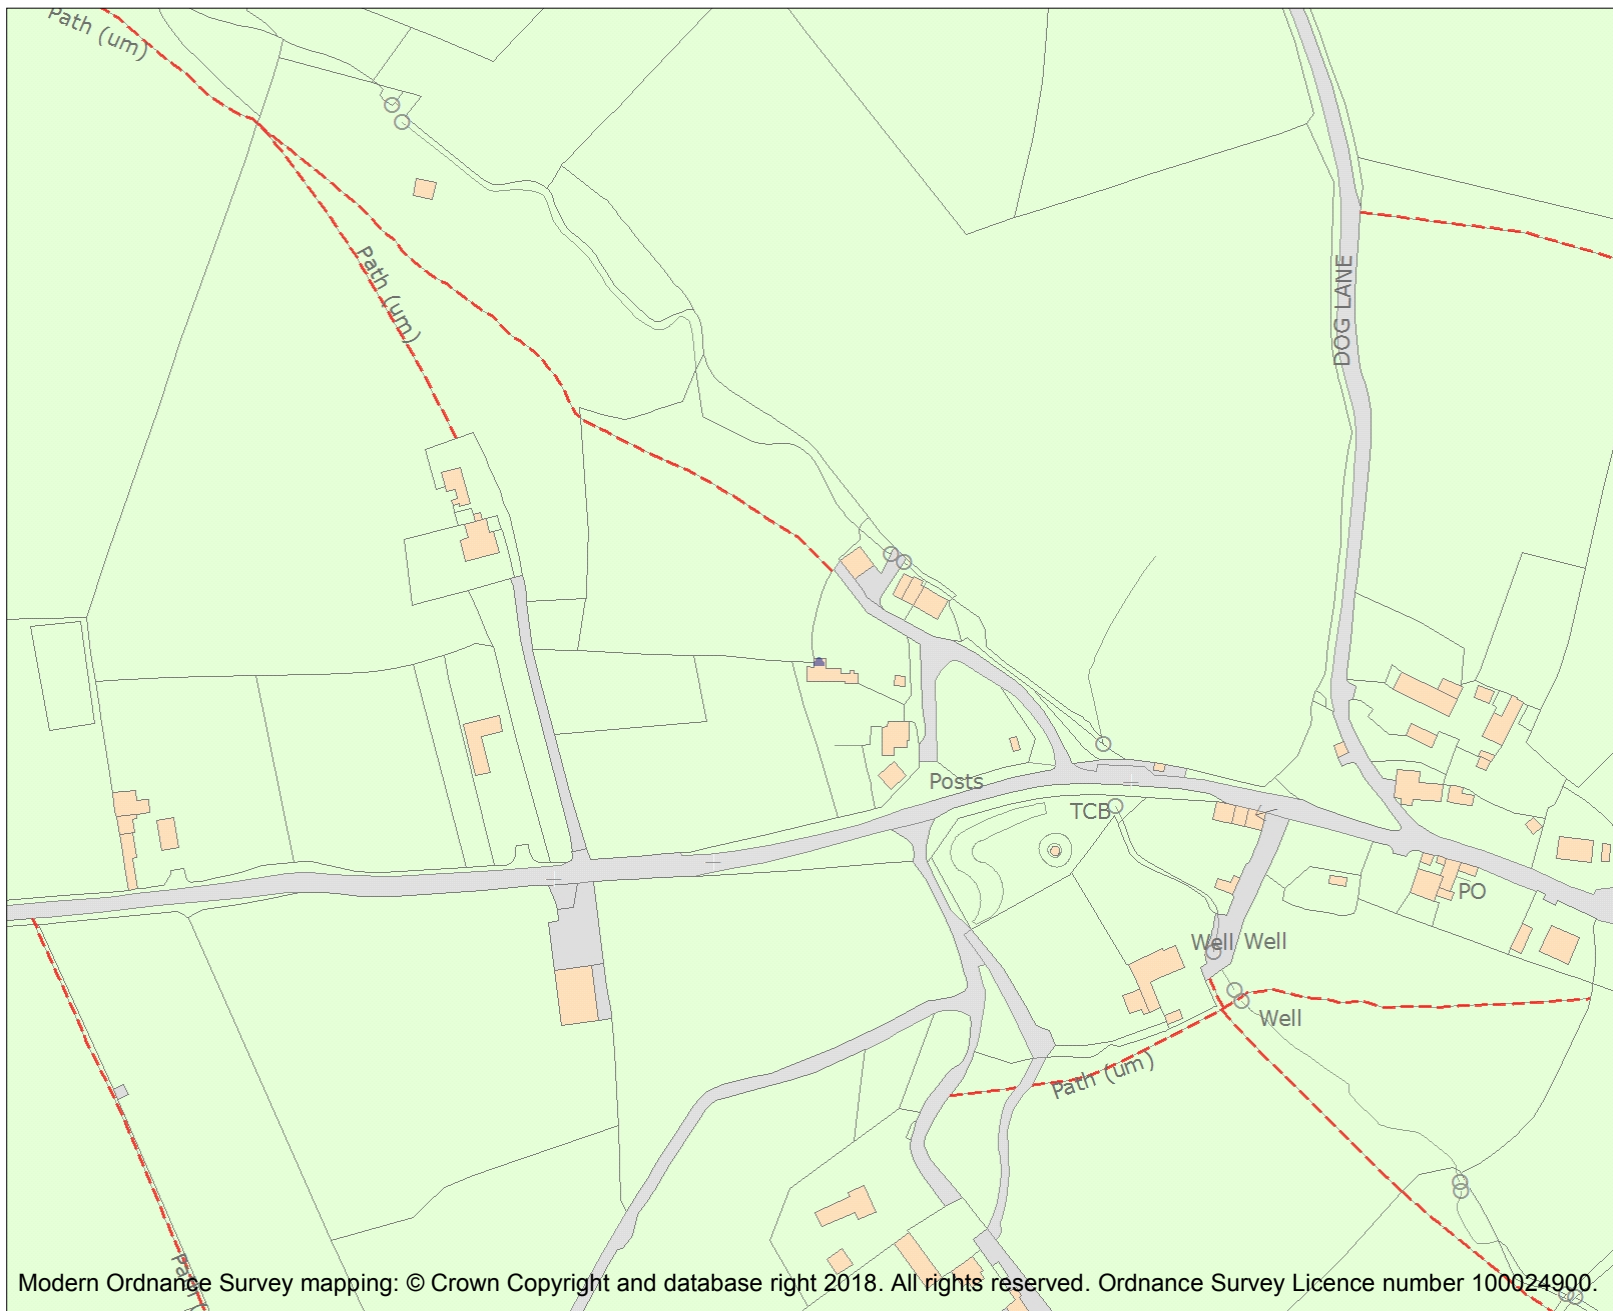 Path (um)
Path (um)
DOG LANE
Posts
TCB
PO
Well Well
Well
Path (um)
Modern Ordnance Survey mapping: © Crown Copyright and database right 2018. All rights reserved. Ordnance Survey Licence number 100024900.